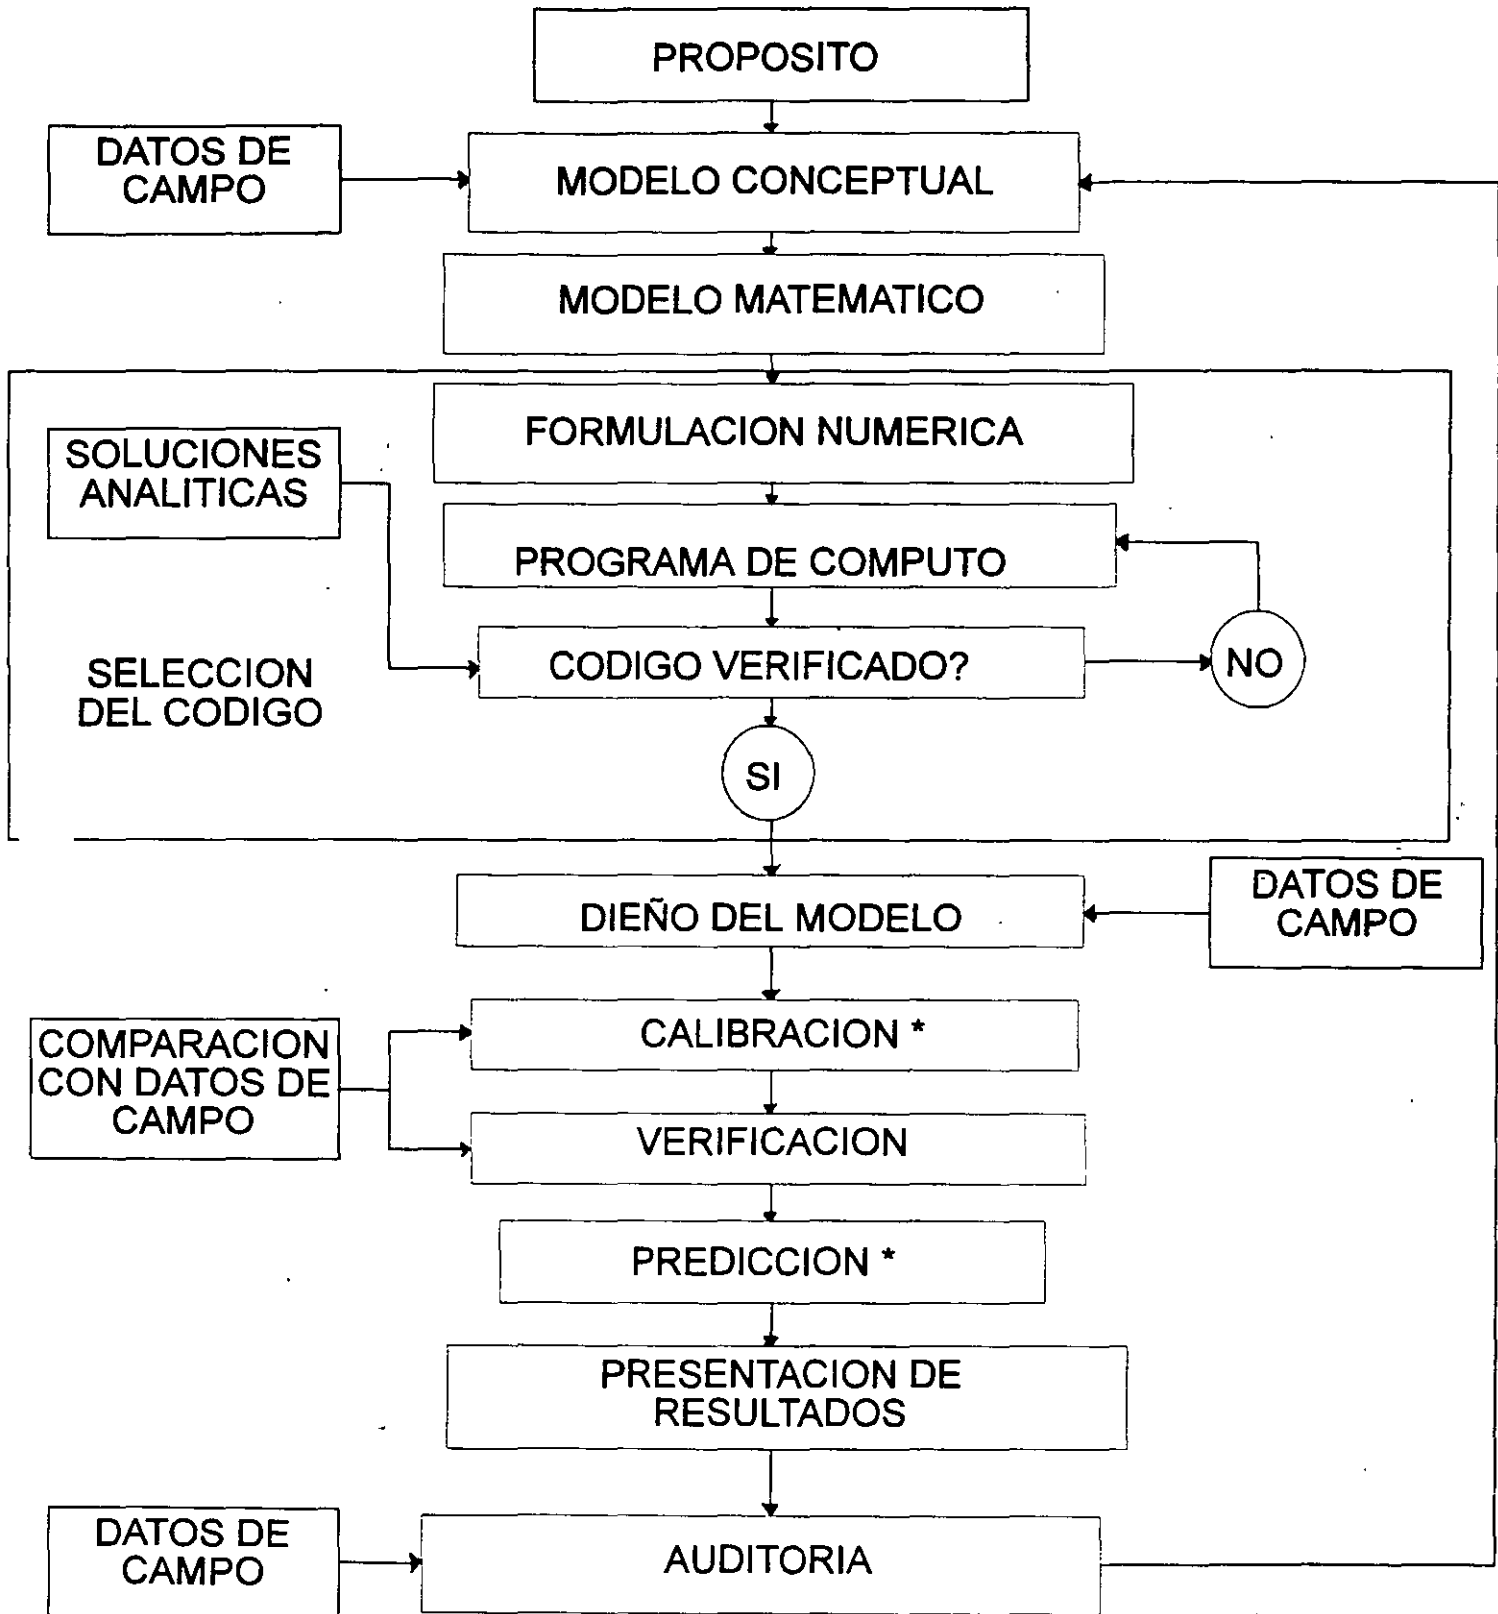 PROPOSITO
DATOS DE
CAMPO
MODELO CONCEPTUAL
MODELO MATEMATICO
FORMULACION NUMERICA
SOLUCIONES
ANALITICAS
PROGRAMA DE COMPUTO
CODIGO VERIFICADO?
NO
SELECCION
DEL CODIGO
SI
DIEÑO DEL MODELO
DATOS DE
CAMPO
CALIBRACION *
COMPARACION
CON DATOS DE
CAMPO
VERIFICACION
PREDICCION *
PRESENTACION DE
RESULTADOS
DATOS DE
CAMPO
AUDITORIA